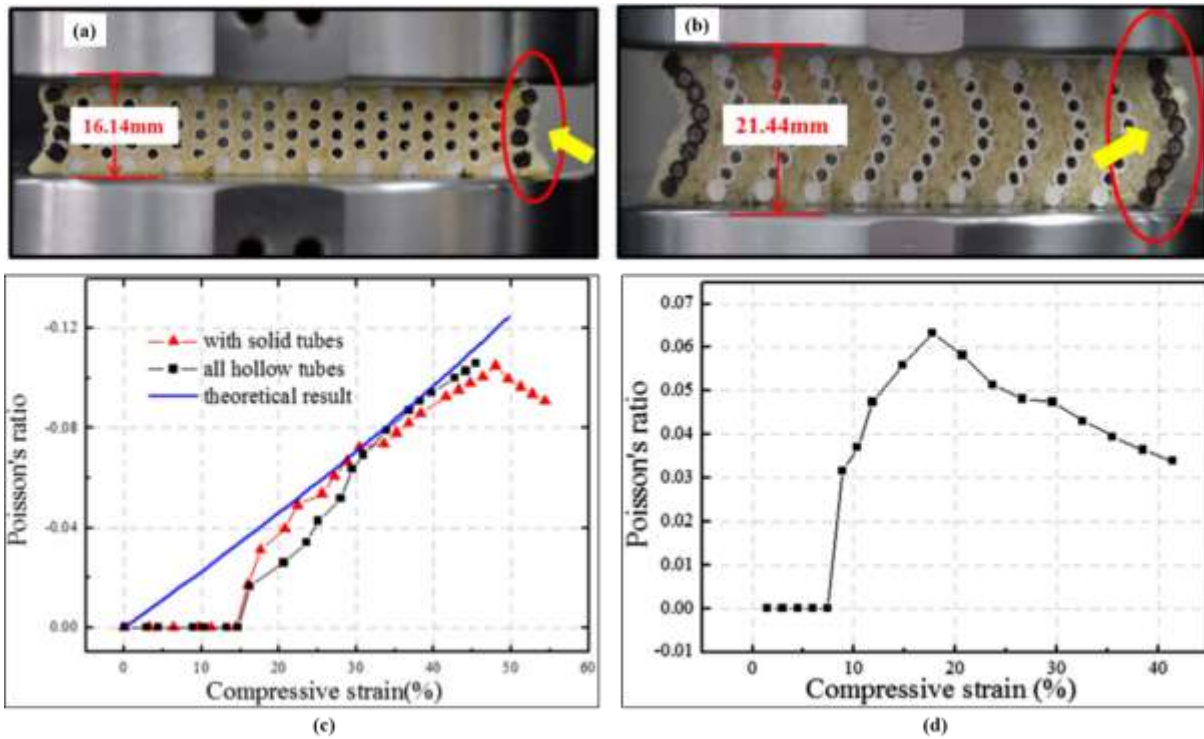 (a)
16.14mm
(b)
21.44mm
-0.12
-0.08
-0.04
0.00
Poisson's ratio
with solid tubes
all hollow tubes
theoretical result
0
10
20
30
40
50
60
Compressive strain(%)
(c)
0.07
0.06
0.05
0.04
0.03
0.02
0.01
0.00
-0.01
Poisson's ratio
0
10
20
30
40
Compressive strain (%)
(d)